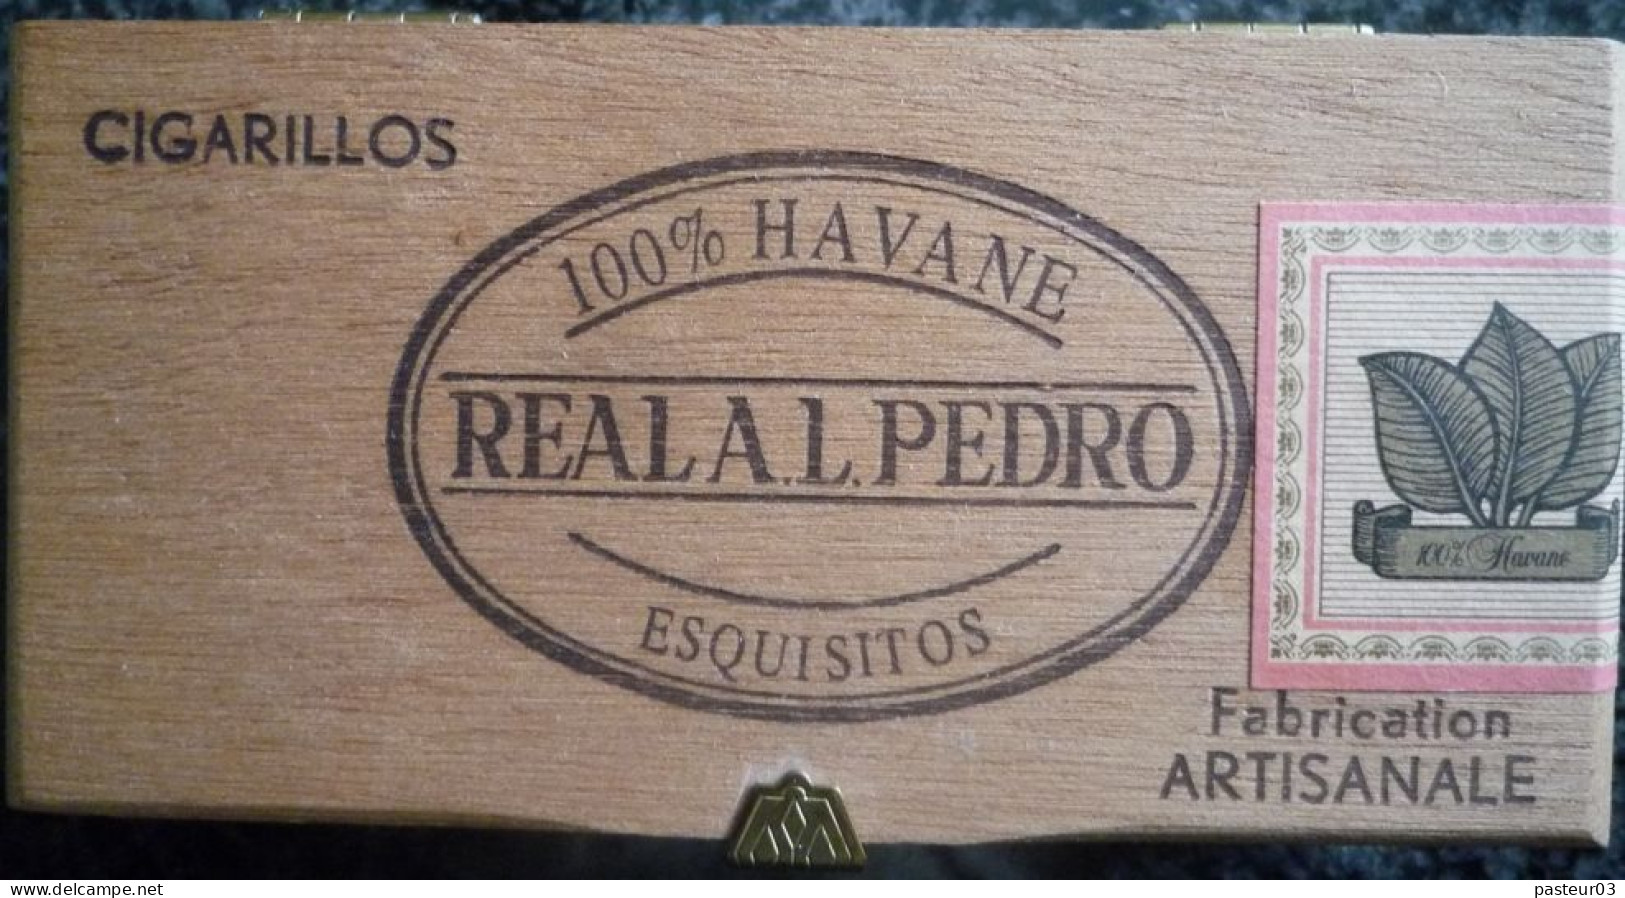 CIGARILLOS
100% HAVANE
REAL A.L. PEDRO
ESQUISITOS
100% Havane
Fabrication
ARTISANALE
www.delcampe.net
pasteur03